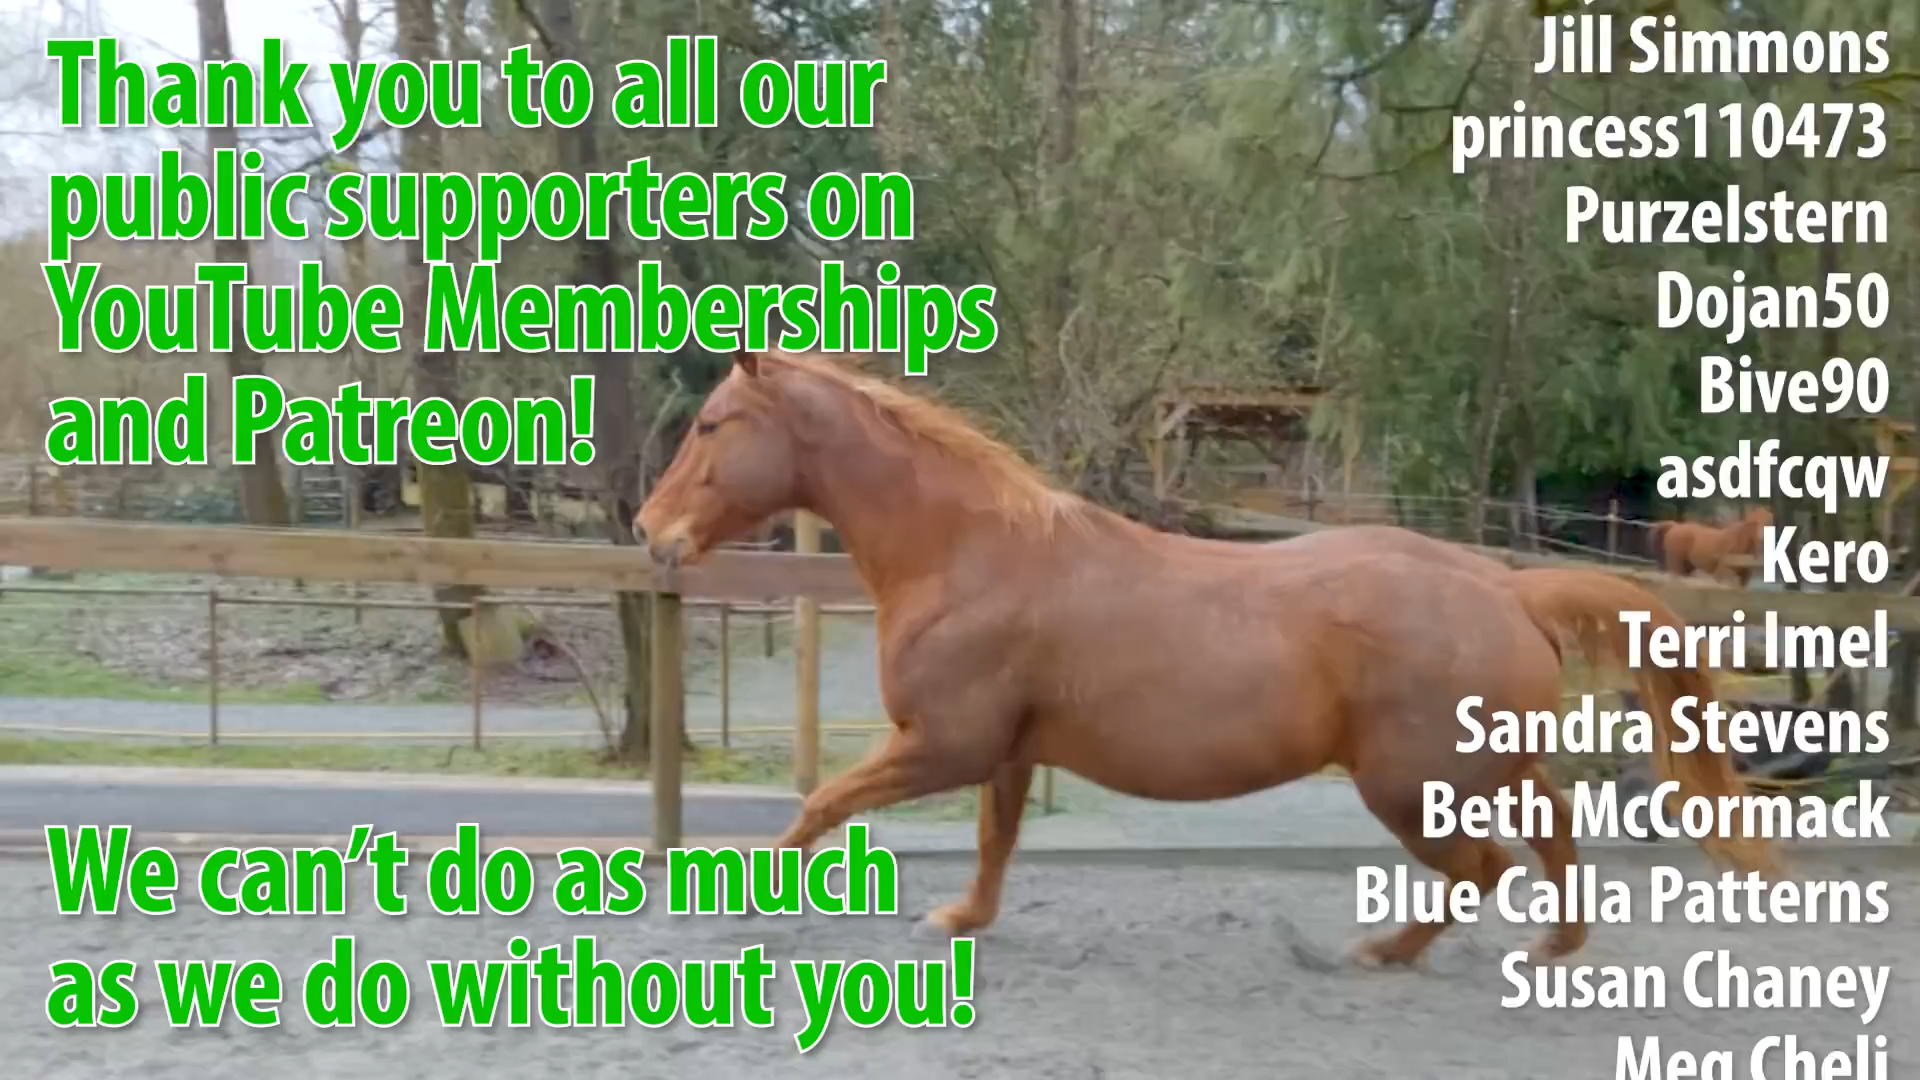 Thank you to all our
public supporters on
YouTube Memberships
and Patreon!
We can’t do as much
as we do without you!
Jill Simmons
princess110473
Purzelstern
Dojan50
Bive90
asdfcqw
Kero
Terri Imel
Sandra Stevens
Beth McCormack
Blue Calla Patterns
Susan Chaney
Meg Cheli